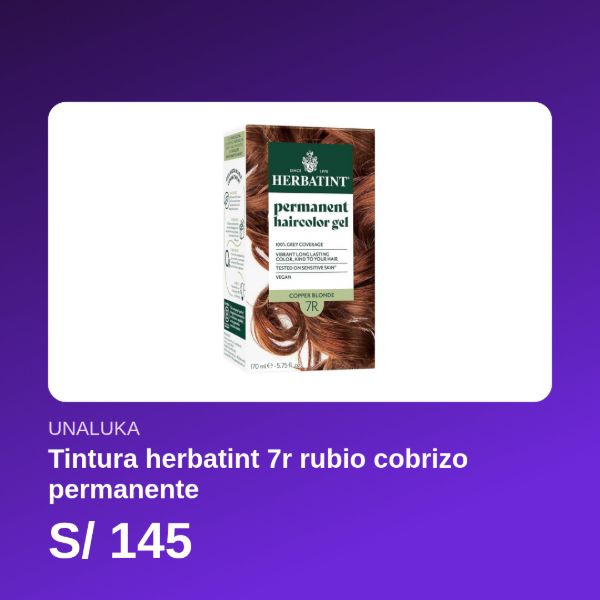 SINCE 1970
HERBATINT®
permanent
haircolor gel
100% GREY COVERAGE
VIBRANT LONG LASTING
COLOR, KIND TO YOUR HAIR
TESTED ON SENSITIVE SKIN*
VEGAN
COPPER BLONDE
7R
170 ml ℮ - 5.75 fl.oz
UNALUKA
Tintura herbatint 7r rubio cobrizo
permanente
S/ 145